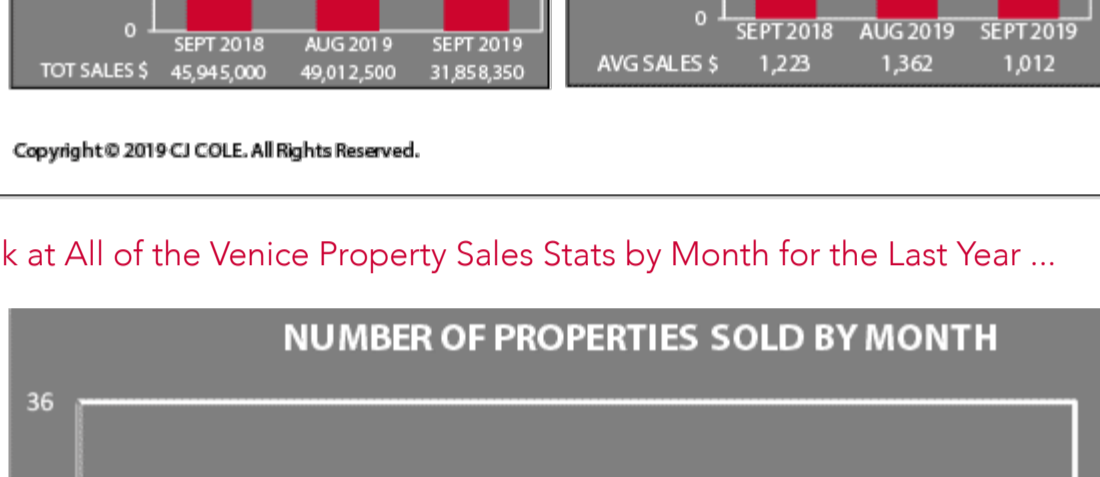 0
SEPT 2018 AUG 2019 SEPT 2019
TOT SALES $ 45,945,000 49,012,500 31,858,350
0
SEPT 2018 AUG 2019 SEPT 2019
AVG SALES $ 1,223 1,362 1,012
Copyright © 2019 CJ COLE. All Rights Reserved.
k at All of the Venice Property Sales Stats by Month for the Last Year ...
NUMBER OF PROPERTIES SOLD BY MONTH
36